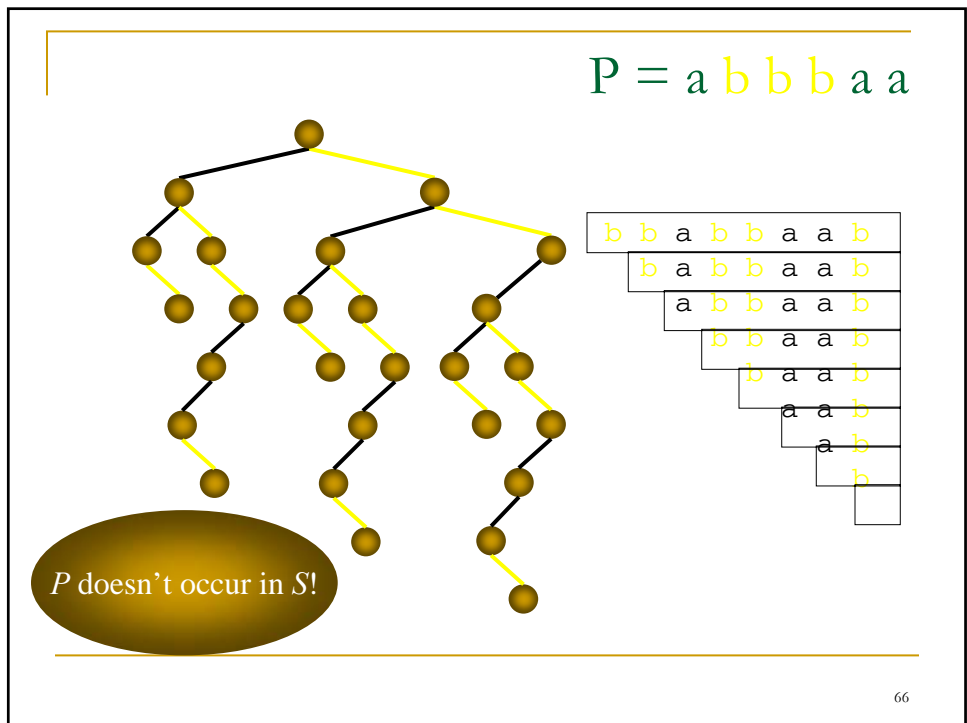 P = a b b b a a
b b a b b a a b
b a b b a a b
a b b a a b
b b a a b
b a a b
a a b
a b
b
P doesn’t occur in S!
66